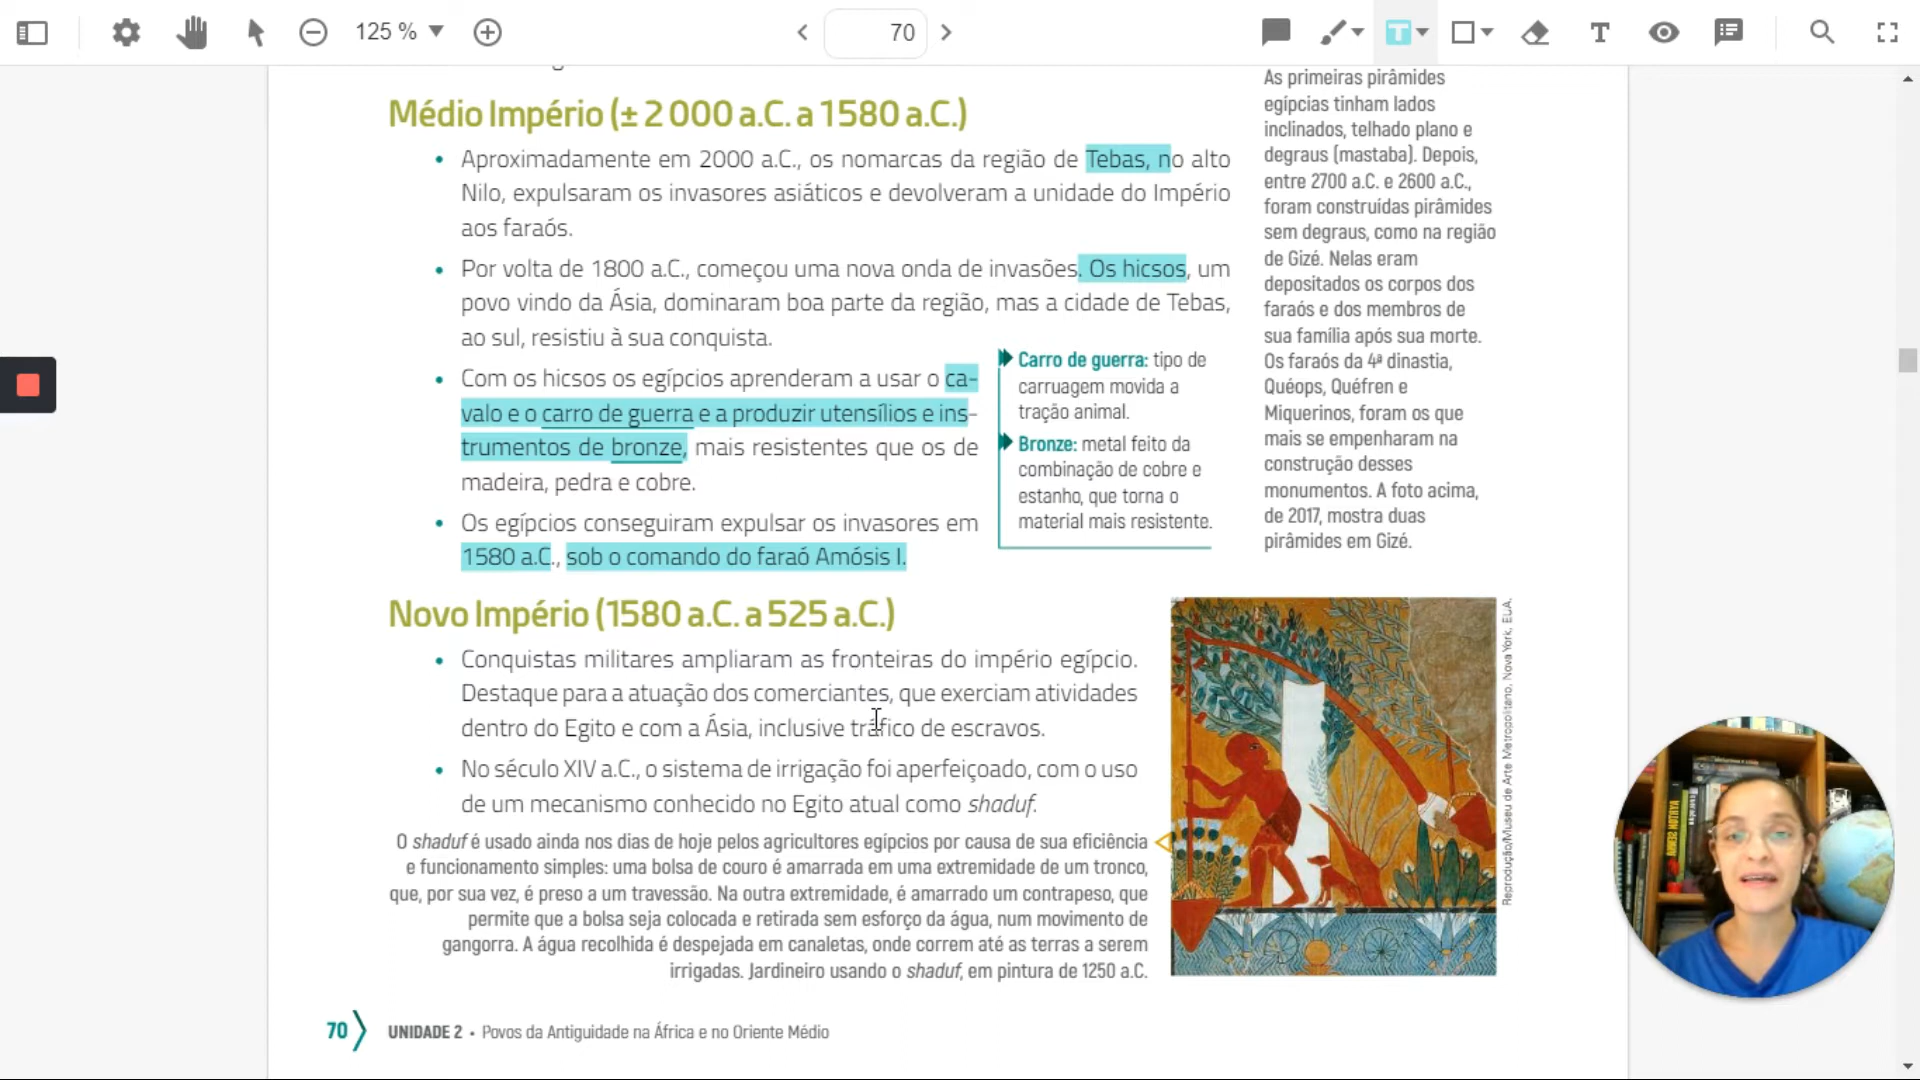 125 %
70
Médio Império (± 2 000 a.C. a 1580 a.C.)
• Aproximadamente em 2000 a.C., os nomarcas da região de Tebas, no alto
Nilo, expulsaram os invasores asiáticos e devolveram a unidade do Império
aos faraós.
• Por volta de 1800 a.C., começou uma nova onda de invasões. Os hicsos, um
povo vindo da Ásia, dominaram boa parte da região, mas a cidade de Tebas,
ao sul, resistiu à sua conquista.
• Com os hicsos os egípcios aprenderam a usar o ca-
valo e o carro de guerra e a produzir utensílios e ins-
trumentos de bronze, mais resistentes que os de
madeira, pedra e cobre.
• Os egípcios conseguiram expulsar os invasores em
1580 a.C., sob o comando do faraó Amósis I.
Carro de guerra: tipo de
carruagem movida a
tração animal.
Bronze: metal feito da
combinação de cobre e
estanho, que torna o
material mais resistente.
As primeiras pirâmides
egípcias tinham lados
inclinados, telhado plano e
degraus (mastaba). Depois,
entre 2700 a.C. e 2600 a.C.,
foram construídas pirâmides
sem degraus, como na região
de Gizé. Nelas eram
depositados os corpos dos
faraós e dos membros de
sua família após sua morte.
Os faraós da 4ª dinastia,
Quéops, Quéfren e
Miquerinos, foram os que
mais se empenharam na
construção desses
monumentos. A foto acima,
de 2017, mostra duas
pirâmides em Gizé.
Novo Império (1580 a.C. a 525 a.C.)
• Conquistas militares ampliaram as fronteiras do império egípcio.
Destaque para a atuação dos comerciantes, que exerciam atividades
dentro do Egito e com a Ásia, inclusive tráfico de escravos.
• No século XIV a.C., o sistema de irrigação foi aperfeiçoado, com o uso
de um mecanismo conhecido no Egito atual como shaduf.
O shaduf é usado ainda nos dias de hoje pelos agricultores egípcios por causa de sua eficiência
e funcionamento simples: uma bolsa de couro é amarrada em uma extremidade de um tronco,
que, por sua vez, é preso a um travessão. Na outra extremidade, é amarrado um contrapeso, que
permite que a bolsa seja colocada e retirada sem esforço da água, num movimento de
gangorra. A água recolhida é despejada em canaletas, onde correm até as terras a serem
irrigadas. Jardineiro usando o shaduf, em pintura de 1250 a.C.
Reprodução/Museu de Arte Metropolitano, Nova York, EUA.
70 UNIDADE 2 • Povos da Antiguidade na África e no Oriente Médio